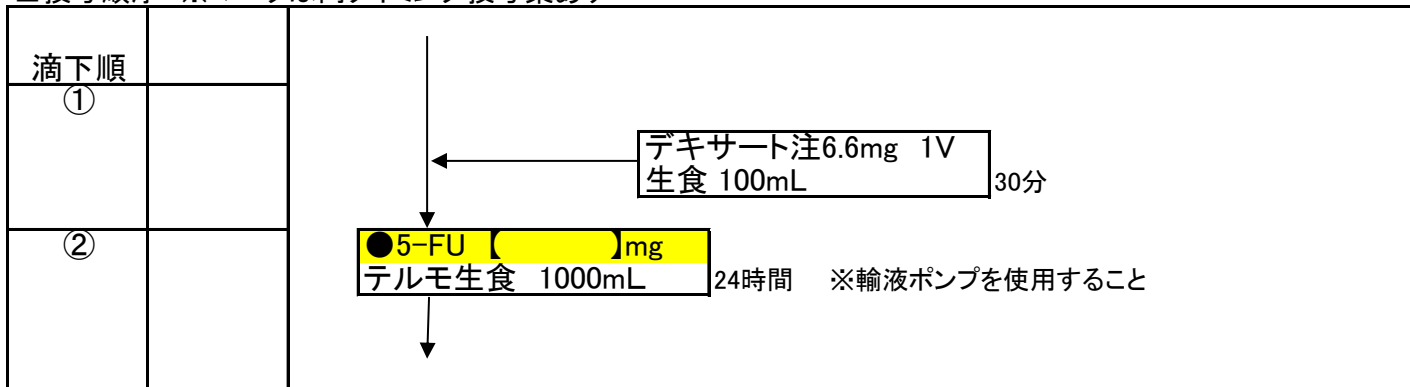 滴下順
①
デキサート注6.6mg 1V
生食 100mL
30分
②
●5-FU 【 】mg
テルモ生食 1000mL
24時間 ※輸液ポンプを使用すること